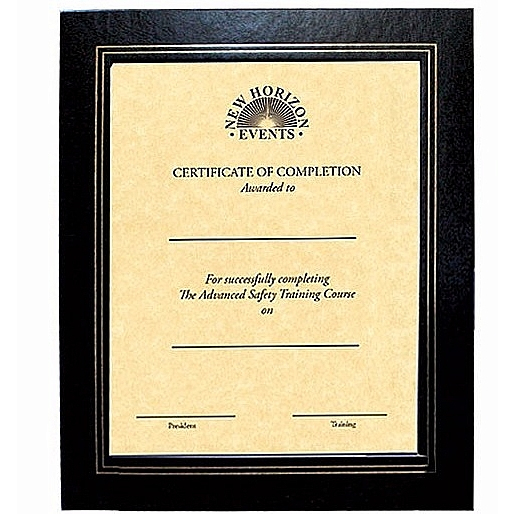 • NEW HORIZON •
EVENTS
CERTIFICATE OF COMPLETION
Awarded to
For successfully completing
The Advanced Safety Training Course
on
President
Training